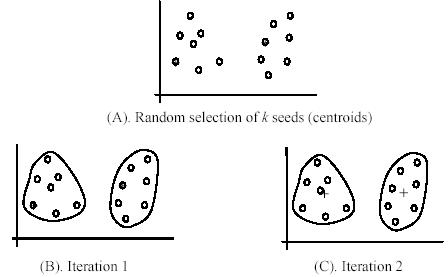 (A). Random selection of k seeds (centroids)
(B). Iteration 1
(C). Iteration 2